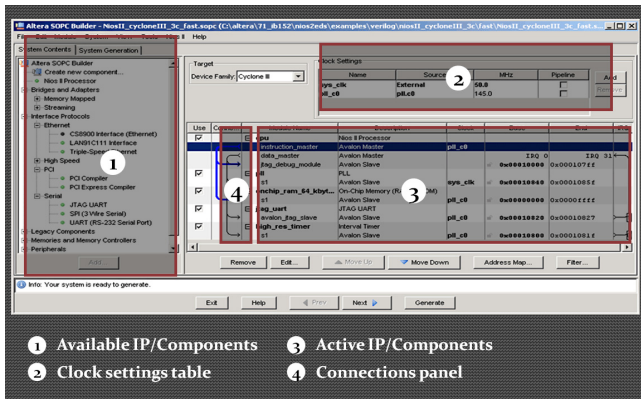 Altera SOPC Builder - NiosII_cycloneIII_3c_fast.sopc (C:\altera\71_ib152\nios2eds\examples\verilog\niosII_cycloneIII_3c\fast\NiosII_cycloneIII_3c_fast.s...
File Edit Module System View Tools Nios II Help
System Contents System Generation
Altera SOPC Builder
Create new component...
Nios II Processor
Bridges and Adapters
Memory Mapped
Streaming
Interface Protocols
Ethernet
CS8900 Interface (Ethernet)
LAN91C111 Interface
Triple-Speed Ethernet
High Speed
PCI
PCI Compiler
PCI Express Compiler
Serial
JTAG UART
SPI (3 Wire Serial)
UART (RS-232 Serial Port)
Legacy Components
Memories and Memory Controllers
Peripherals
Add...
1
Target
Device Family: Cyclone III
Clock Settings
Name Source MHz Pipeline
sys_clk External 50.0
pll_c0 pll.c0 145.0
Add
Remove
2
Use Connec... Module Name Description Clock Base End
cpu Nios II Processor
instruction_master Avalon Master pll_c0
data_master Avalon Master IRQ 0 IRQ 31
jtag_debug_module Avalon Slave 0x00010000 0x000107ff
pll PLL
s1 Avalon Slave sys_clk
onchip_ram_64_kbyt... On-Chip Memory
s1 Avalon Slave pll_c0 0x00000000 0x0000ffff
jtag_uart JTAG UART
avalon_jtag_slave Avalon Slave pll_c0 0x00010820 0x00010827
high_res_timer Interval Timer
s1 Avalon Slave pll_c0 0x00010800 0x0001081f
4
3
Remove Edit... Move Up Move Down Address Map... Filter...
Info: Your system is ready to generate.
Exit Help Prev Next Generate
1 Available IP/Components
2 Clock settings table
3 Active IP/Components
4 Connections panel